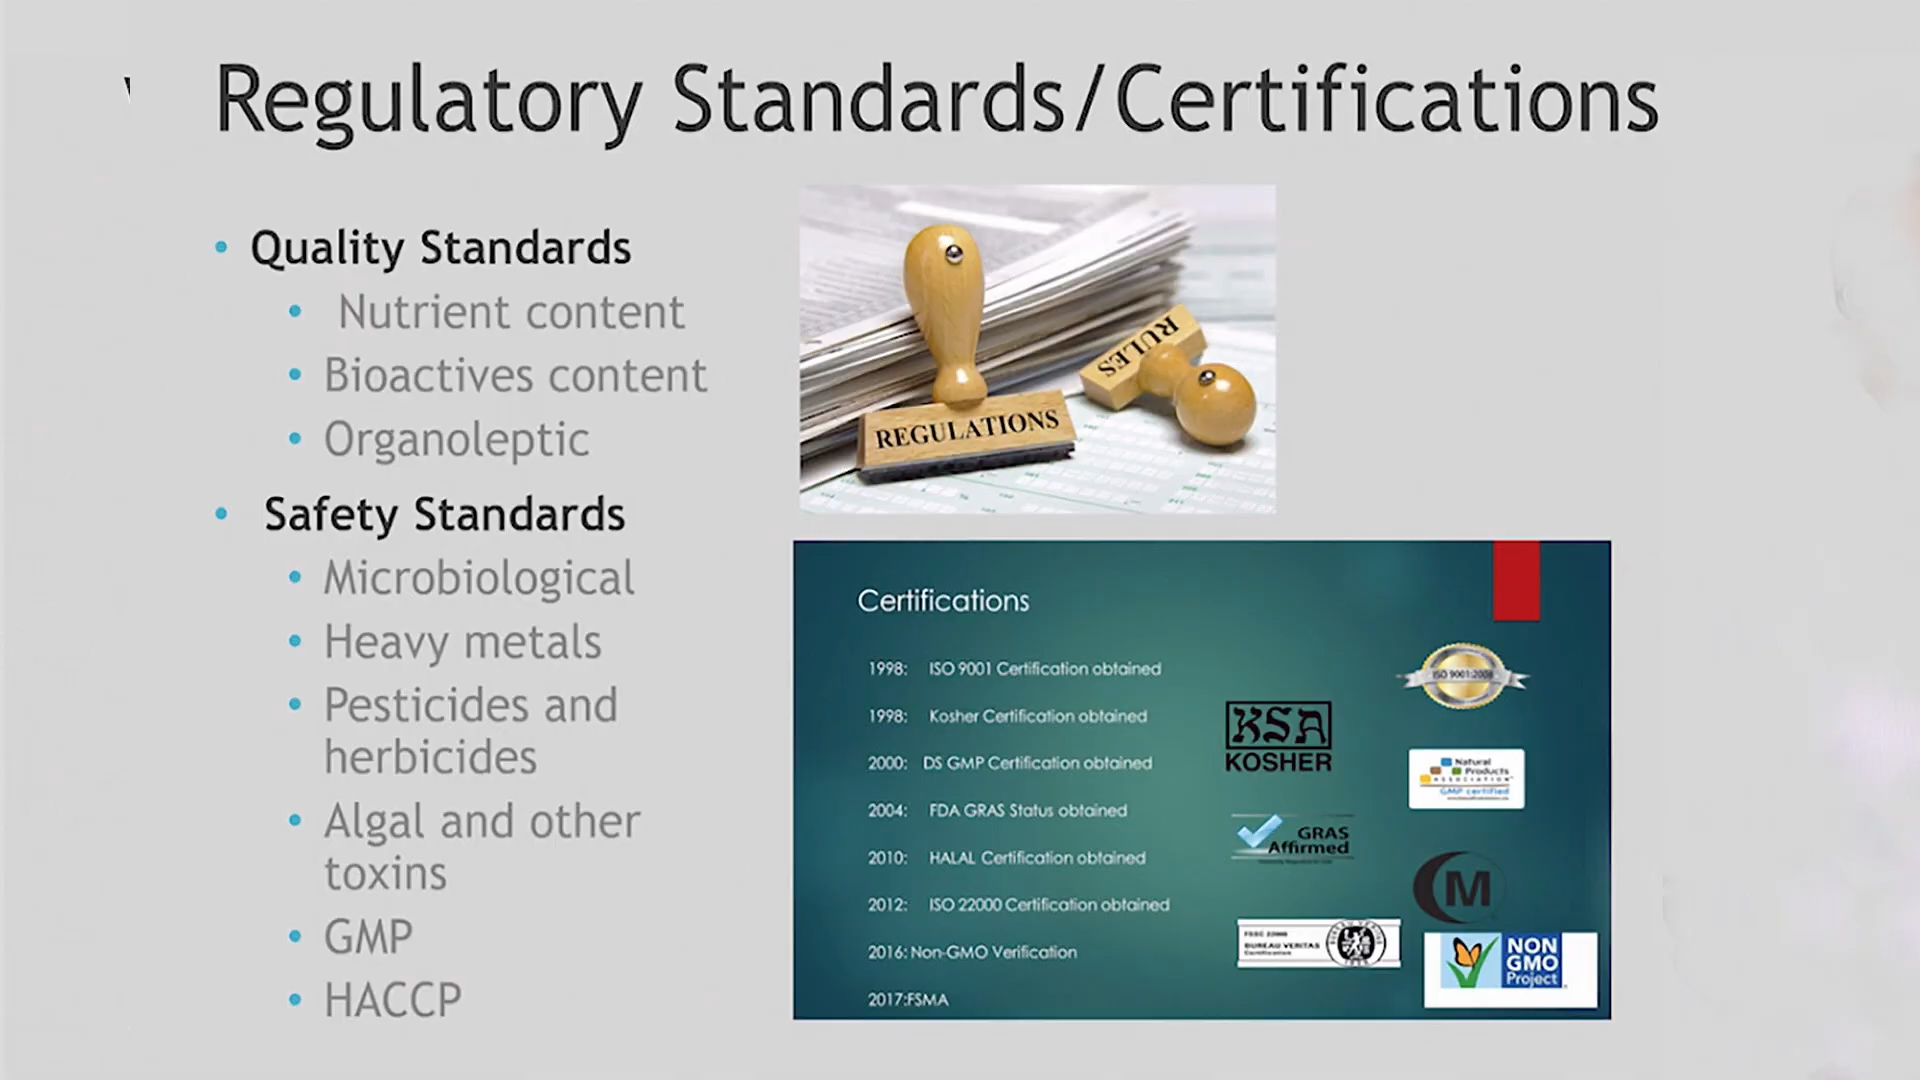 Regulatory Standards/Certifications
• Quality Standards
• Nutrient content
• Bioactives content
• Organoleptic
• Safety Standards
• Microbiological
• Heavy metals
• Pesticides and
herbicides
• Algal and other
toxins
• GMP
• HACCP
REGULATIONS
RULES
Certifications
1998: ISO 9001 Certification obtained
1998: Kosher Certification obtained
2000: DS GMP Certification obtained
2004: FDA GRAS Status obtained
2010: HALAL Certification obtained
2012: ISO 22000 Certification obtained
2016: Non-GMO Verification
2017:FSMA
ISO 9001:2008
KSA
KOSHER
Natural
Products
ASSOCIATION
GMP certified
GRAS
Affirmed
M
FSSC 22000
BUREAU VERITAS
Certification
NON
GMO
Project